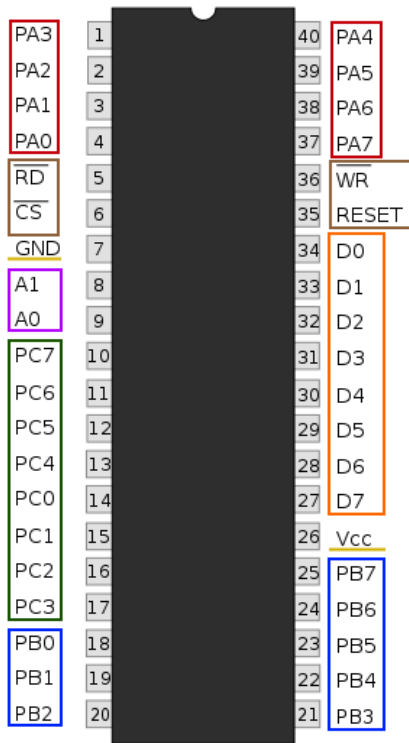 PA3 1 40 PA4
PA2 2 39 PA5
PA1 3 38 PA6
PA0 4 37 PA7
R̅D̅ 5 36 W̅R̅
C̅S̅ 6 35 RESET
GND 7 34 D0
A1 8 33 D1
A0 9 32 D2
PC7 10 31 D3
PC6 11 30 D4
PC5 12 29 D5
PC4 13 28 D6
PC0 14 27 D7
PC1 15 26 Vcc
PC2 16 25 PB7
PC3 17 24 PB6
PB0 18 23 PB5
PB1 19 22 PB4
PB2 20 21 PB3